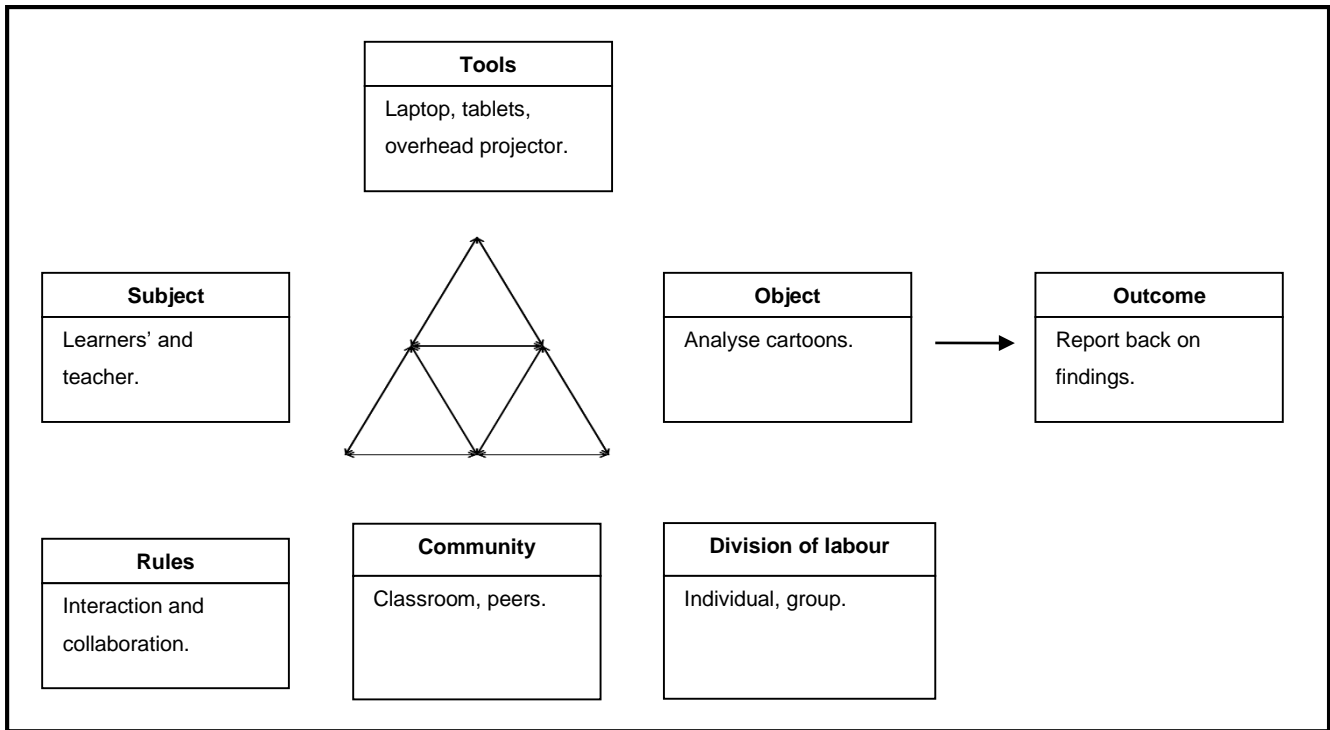 Tools
Laptop, tablets,
overhead projector.
Subject
Learners’ and
teacher.
Object
Analyse cartoons.
Outcome
Report back on
findings.
Rules
Interaction and
collaboration.
Community
Classroom, peers.
Division of labour
Individual, group.